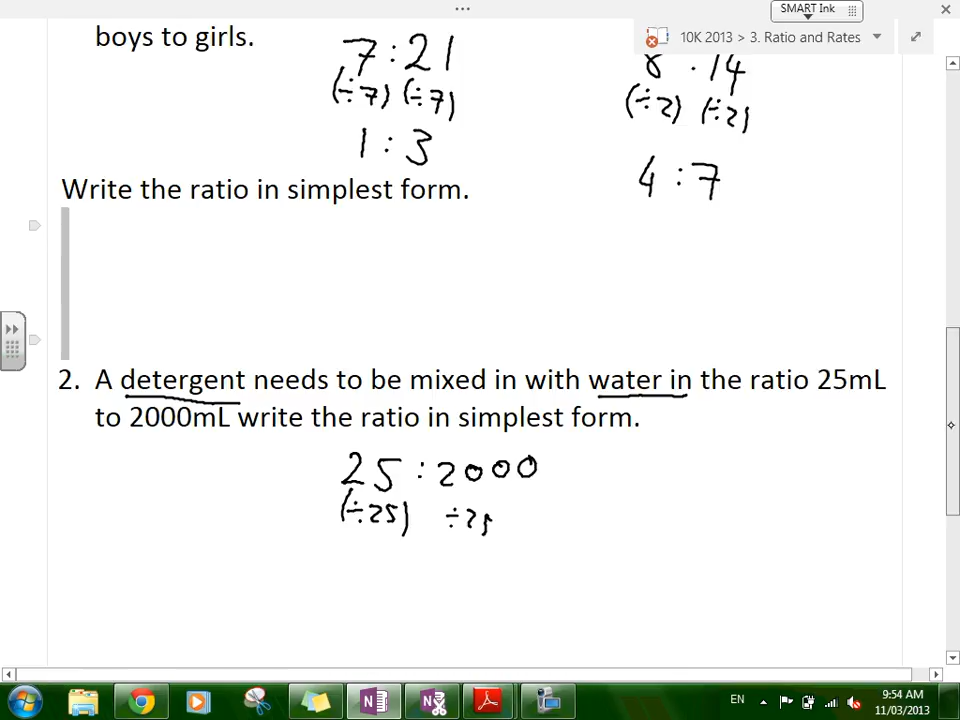 SMART Ink
boys to girls.
10K 2013 > 3. Ratio and Rates
7 : 21
8 : 14
(÷7) (÷7)
(÷2) (÷2)
1 : 3
4 : 7
Write the ratio in simplest form.
2. A detergent needs to be mixed in with water in the ratio 25mL
to 2000mL write the ratio in simplest form.
25 : 2000
(÷25) ÷25
EN
9:54 AM
11/03/2013